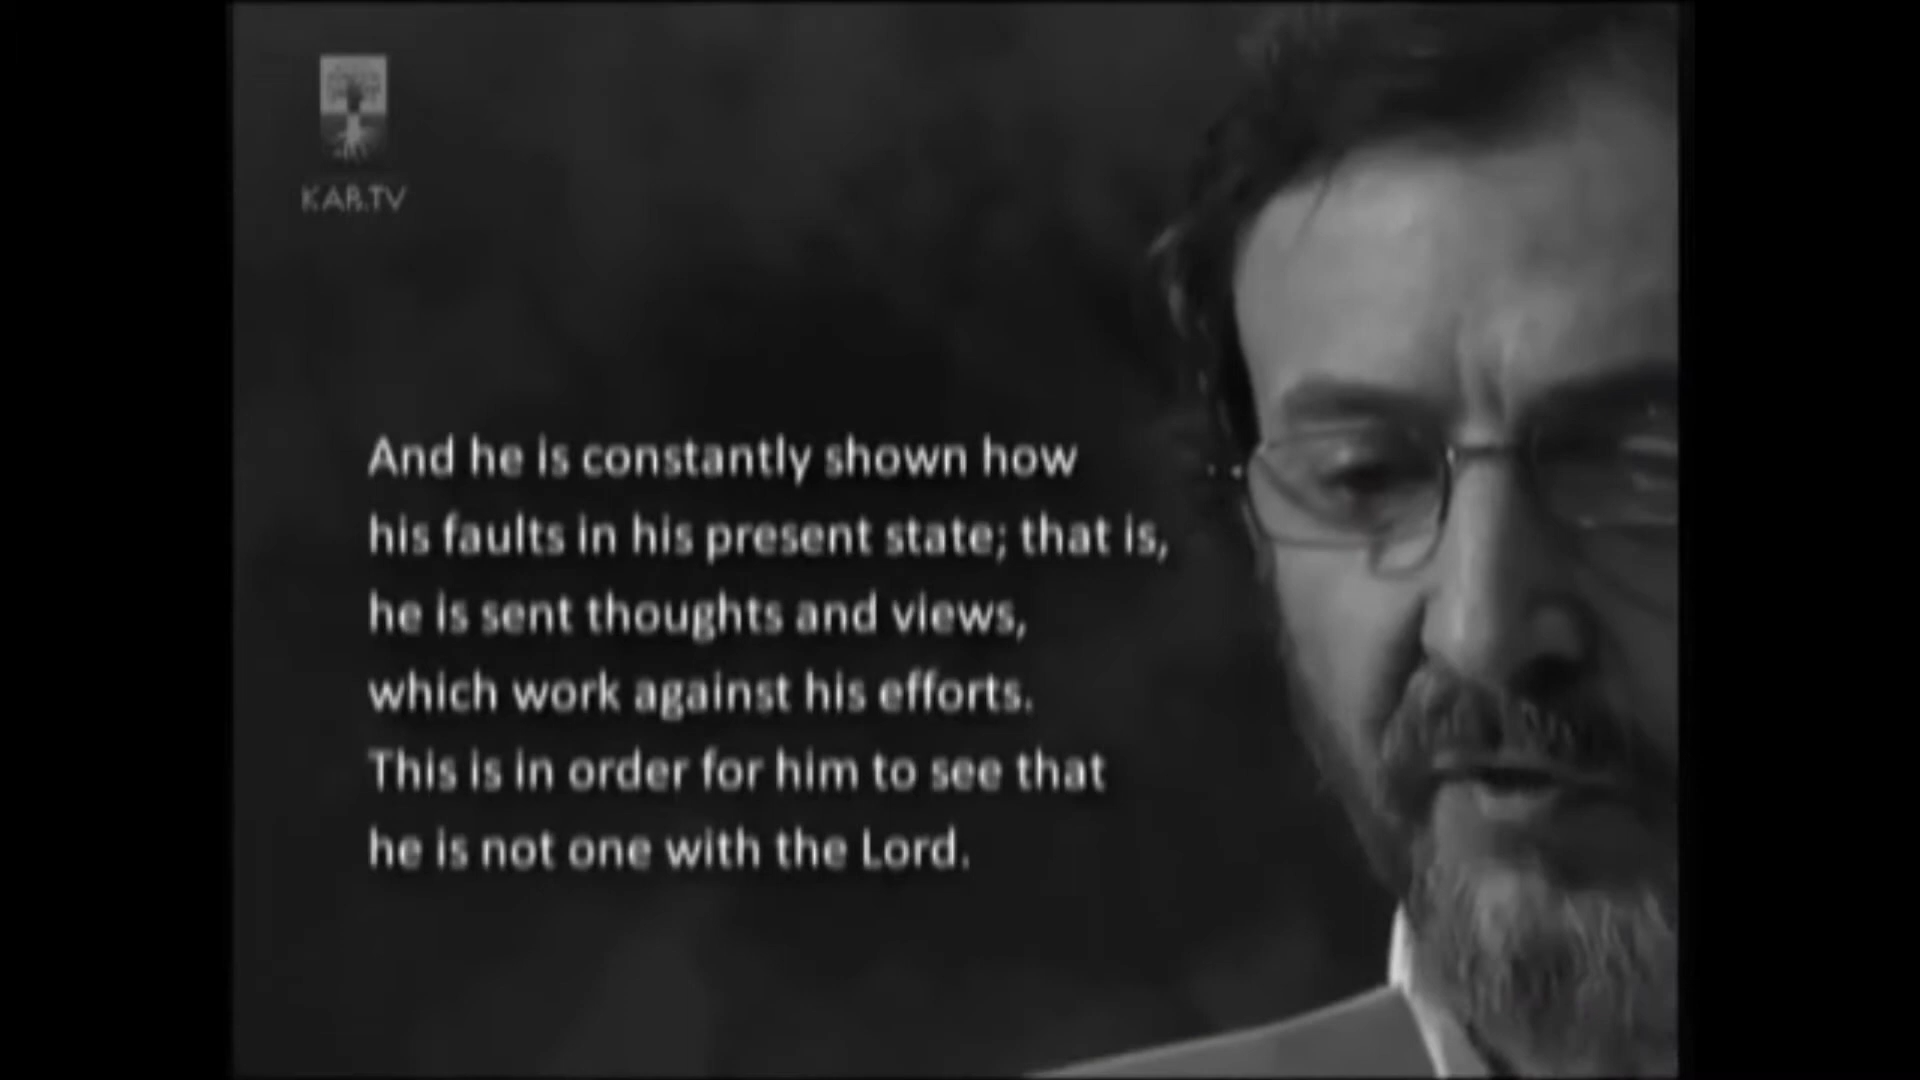 KAB.TV
And he is constantly shown how
his faults in his present state; that is,
he is sent thoughts and views,
which work against his efforts.
This is in order for him to see that
he is not one with the Lord.